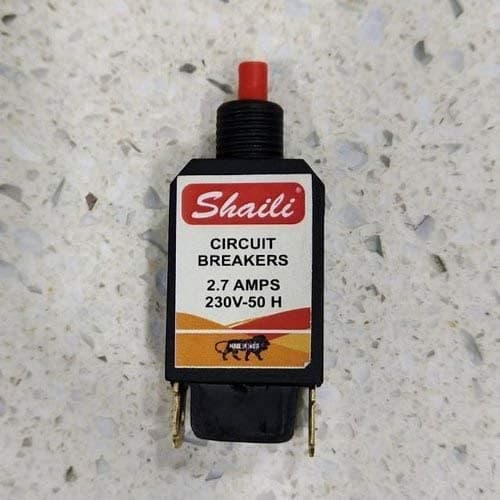 Shaili®
CIRCUIT
BREAKERS
2.7 AMPS
230V-50 H